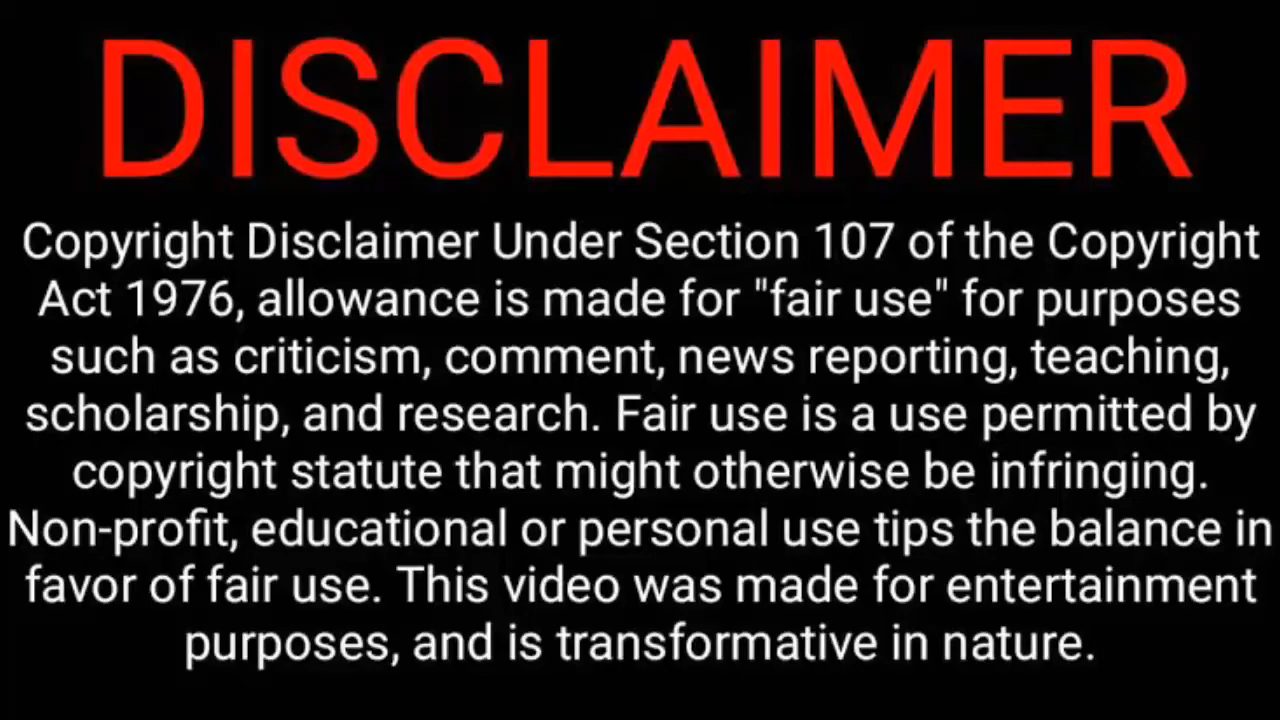 DISCLAIMER
Copyright Disclaimer Under Section 107 of the Copyright
Act 1976, allowance is made for "fair use" for purposes
such as criticism, comment, news reporting, teaching,
scholarship, and research. Fair use is a use permitted by
copyright statute that might otherwise be infringing.
Non-profit, educational or personal use tips the balance in
favor of fair use. This video was made for entertainment
purposes, and is transformative in nature.